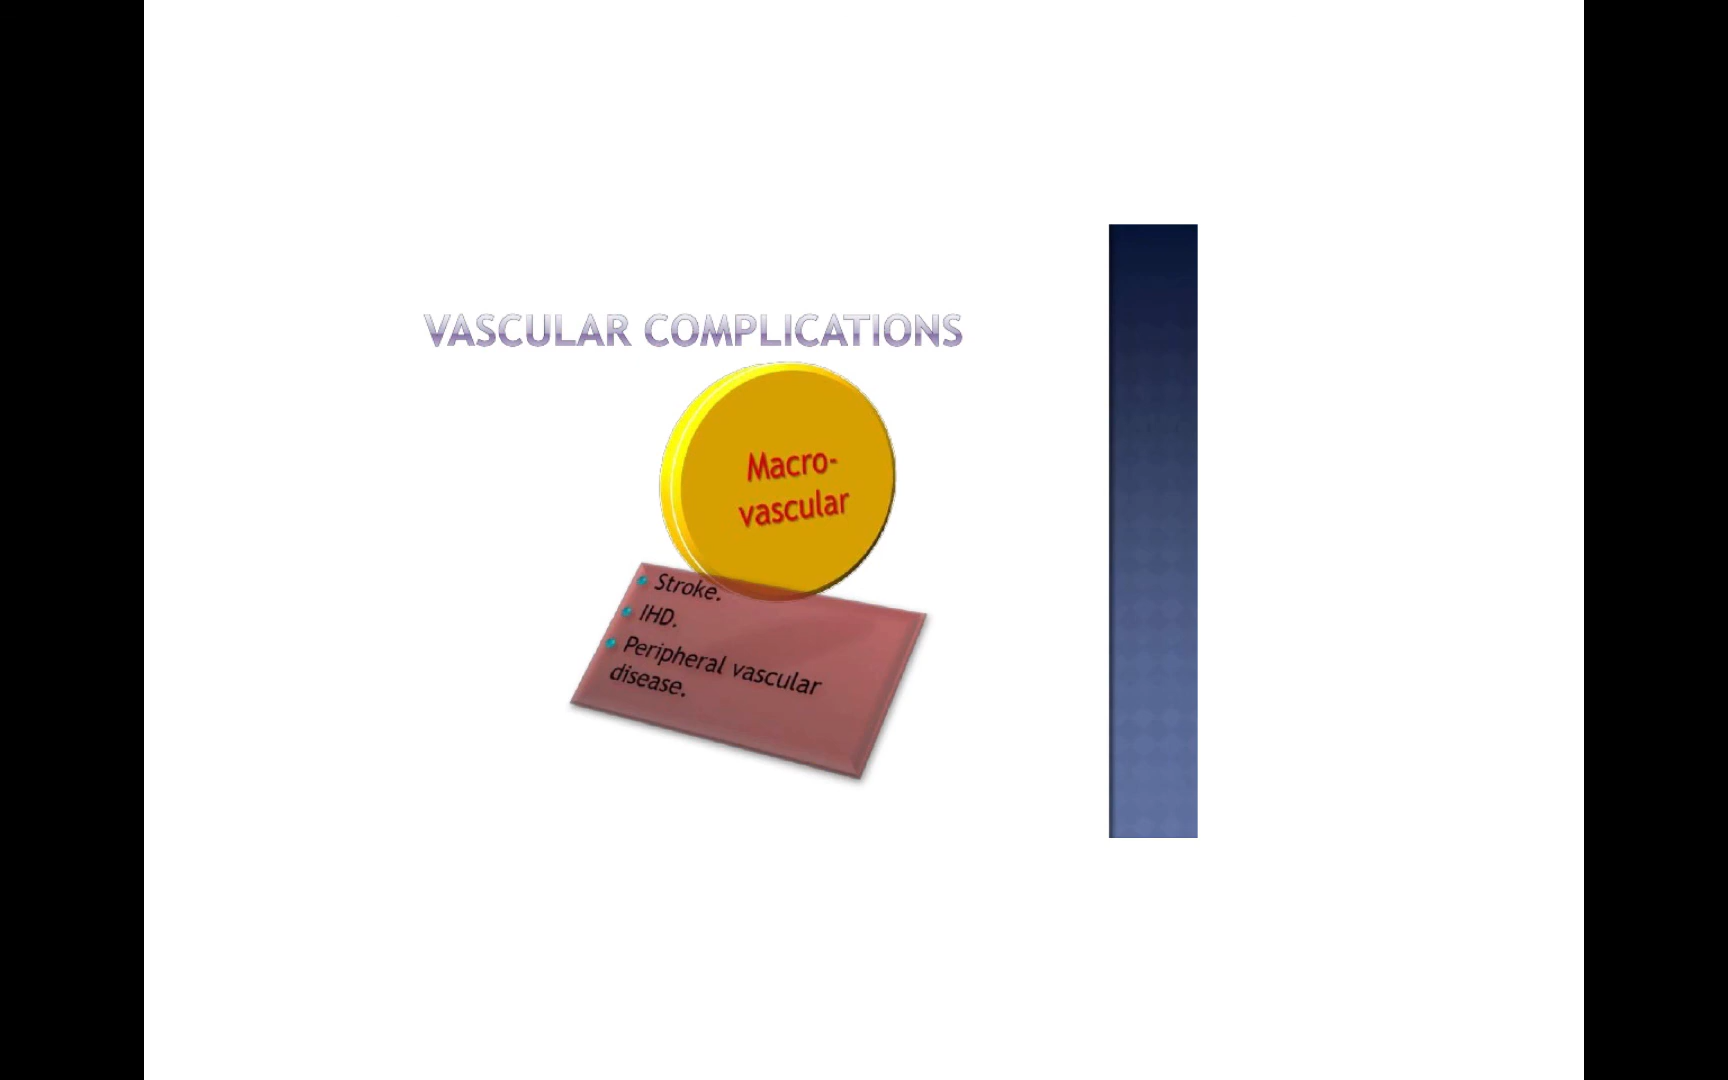 VASCULAR COMPLICATIONS
Macro-
vascular
Stroke.
IHD.
Peripheral vascular
disease.